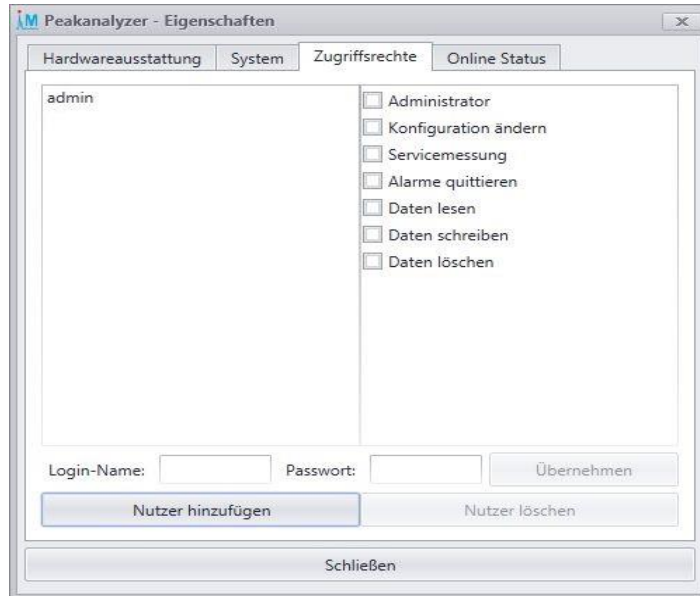 Peakanalyzer - Eigenschaften
Hardwareausstattung System Zugriffsrechte Online Status
admin
Administrator
Konfiguration ändern
Servicemessung
Alarme quittieren
Daten lesen
Daten schreiben
Daten löschen
Login-Name: Passwort: Übernehmen
Nutzer hinzufügen Nutzer löschen
Schließen